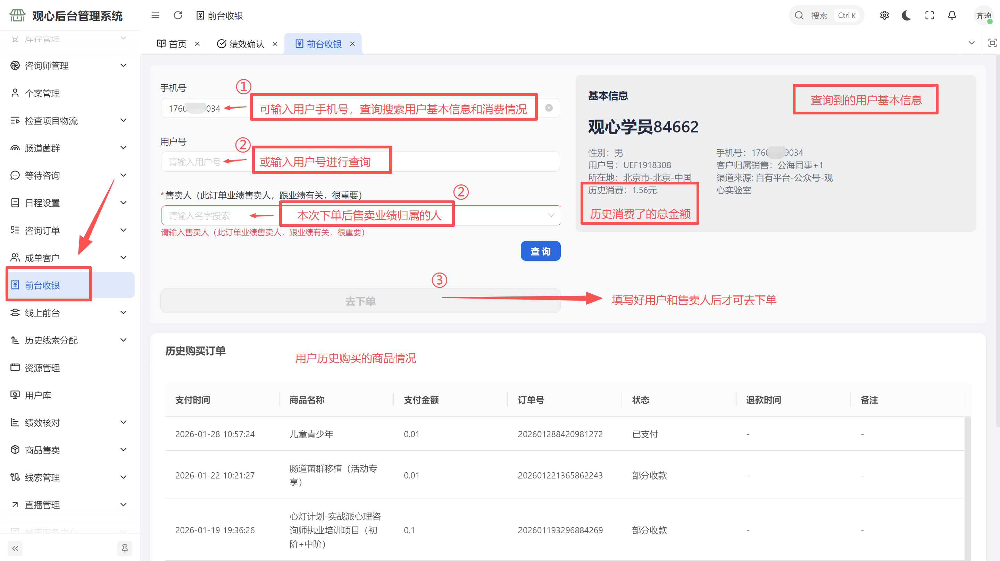 观心后台管理系统
前台收银
搜索 Ctrl K
齐琦
首页
绩效确认
前台收银
库存管理
咨询师管理
个案管理
检查项目物流
肠道菌群
等待咨询
日程设置
咨询订单
成单客户
前台收银
线上前台
历史线索分配
资源管理
用户库
绩效核对
商品售卖
线索管理
直播管理
手机号
①
1760
034
可输入用户手机号，查询搜索用户基本信息和消费情况
用户号
②
请输入用户号
或输入用户号进行查询
*售卖人（此订单业绩售卖人，跟业绩有关，很重要）
②
请输入名字搜索
本次下单后售卖业绩归属的人
请输入售卖人（此订单业绩售卖人，跟业绩有关，很重要）
查 询
③
去下单
填写好用户和售卖人后才可去下单
基本信息
查询到的用户基本信息
观心学员84662
性别：男
手机号：1760 9034
用户号：UEF1918308
客户归属销售：公海同事+1
所在地：北京市-北京-中国
渠道来源: 自有平台-公众号-观
心实验室
历史消费：1.56元
历史消费了的总金额
历史购买订单
用户历史购买的商品情况
支付时间 商品名称 支付金额 订单号 状态 退款时间 备注
2026-01-28 10:57:24 儿童青少年 0.01 202601288420981272 已支付 - -
2026-01-22 10:21:27 肠道菌群移植（活动专
享） 0.01 202601221365862243 部分收款 - -
2026-01-19 19:36:26 心灯计划-实战派心理咨
询师执业培训项目（初
阶+中阶） 0.1 202601193296884269 部分收款 - -